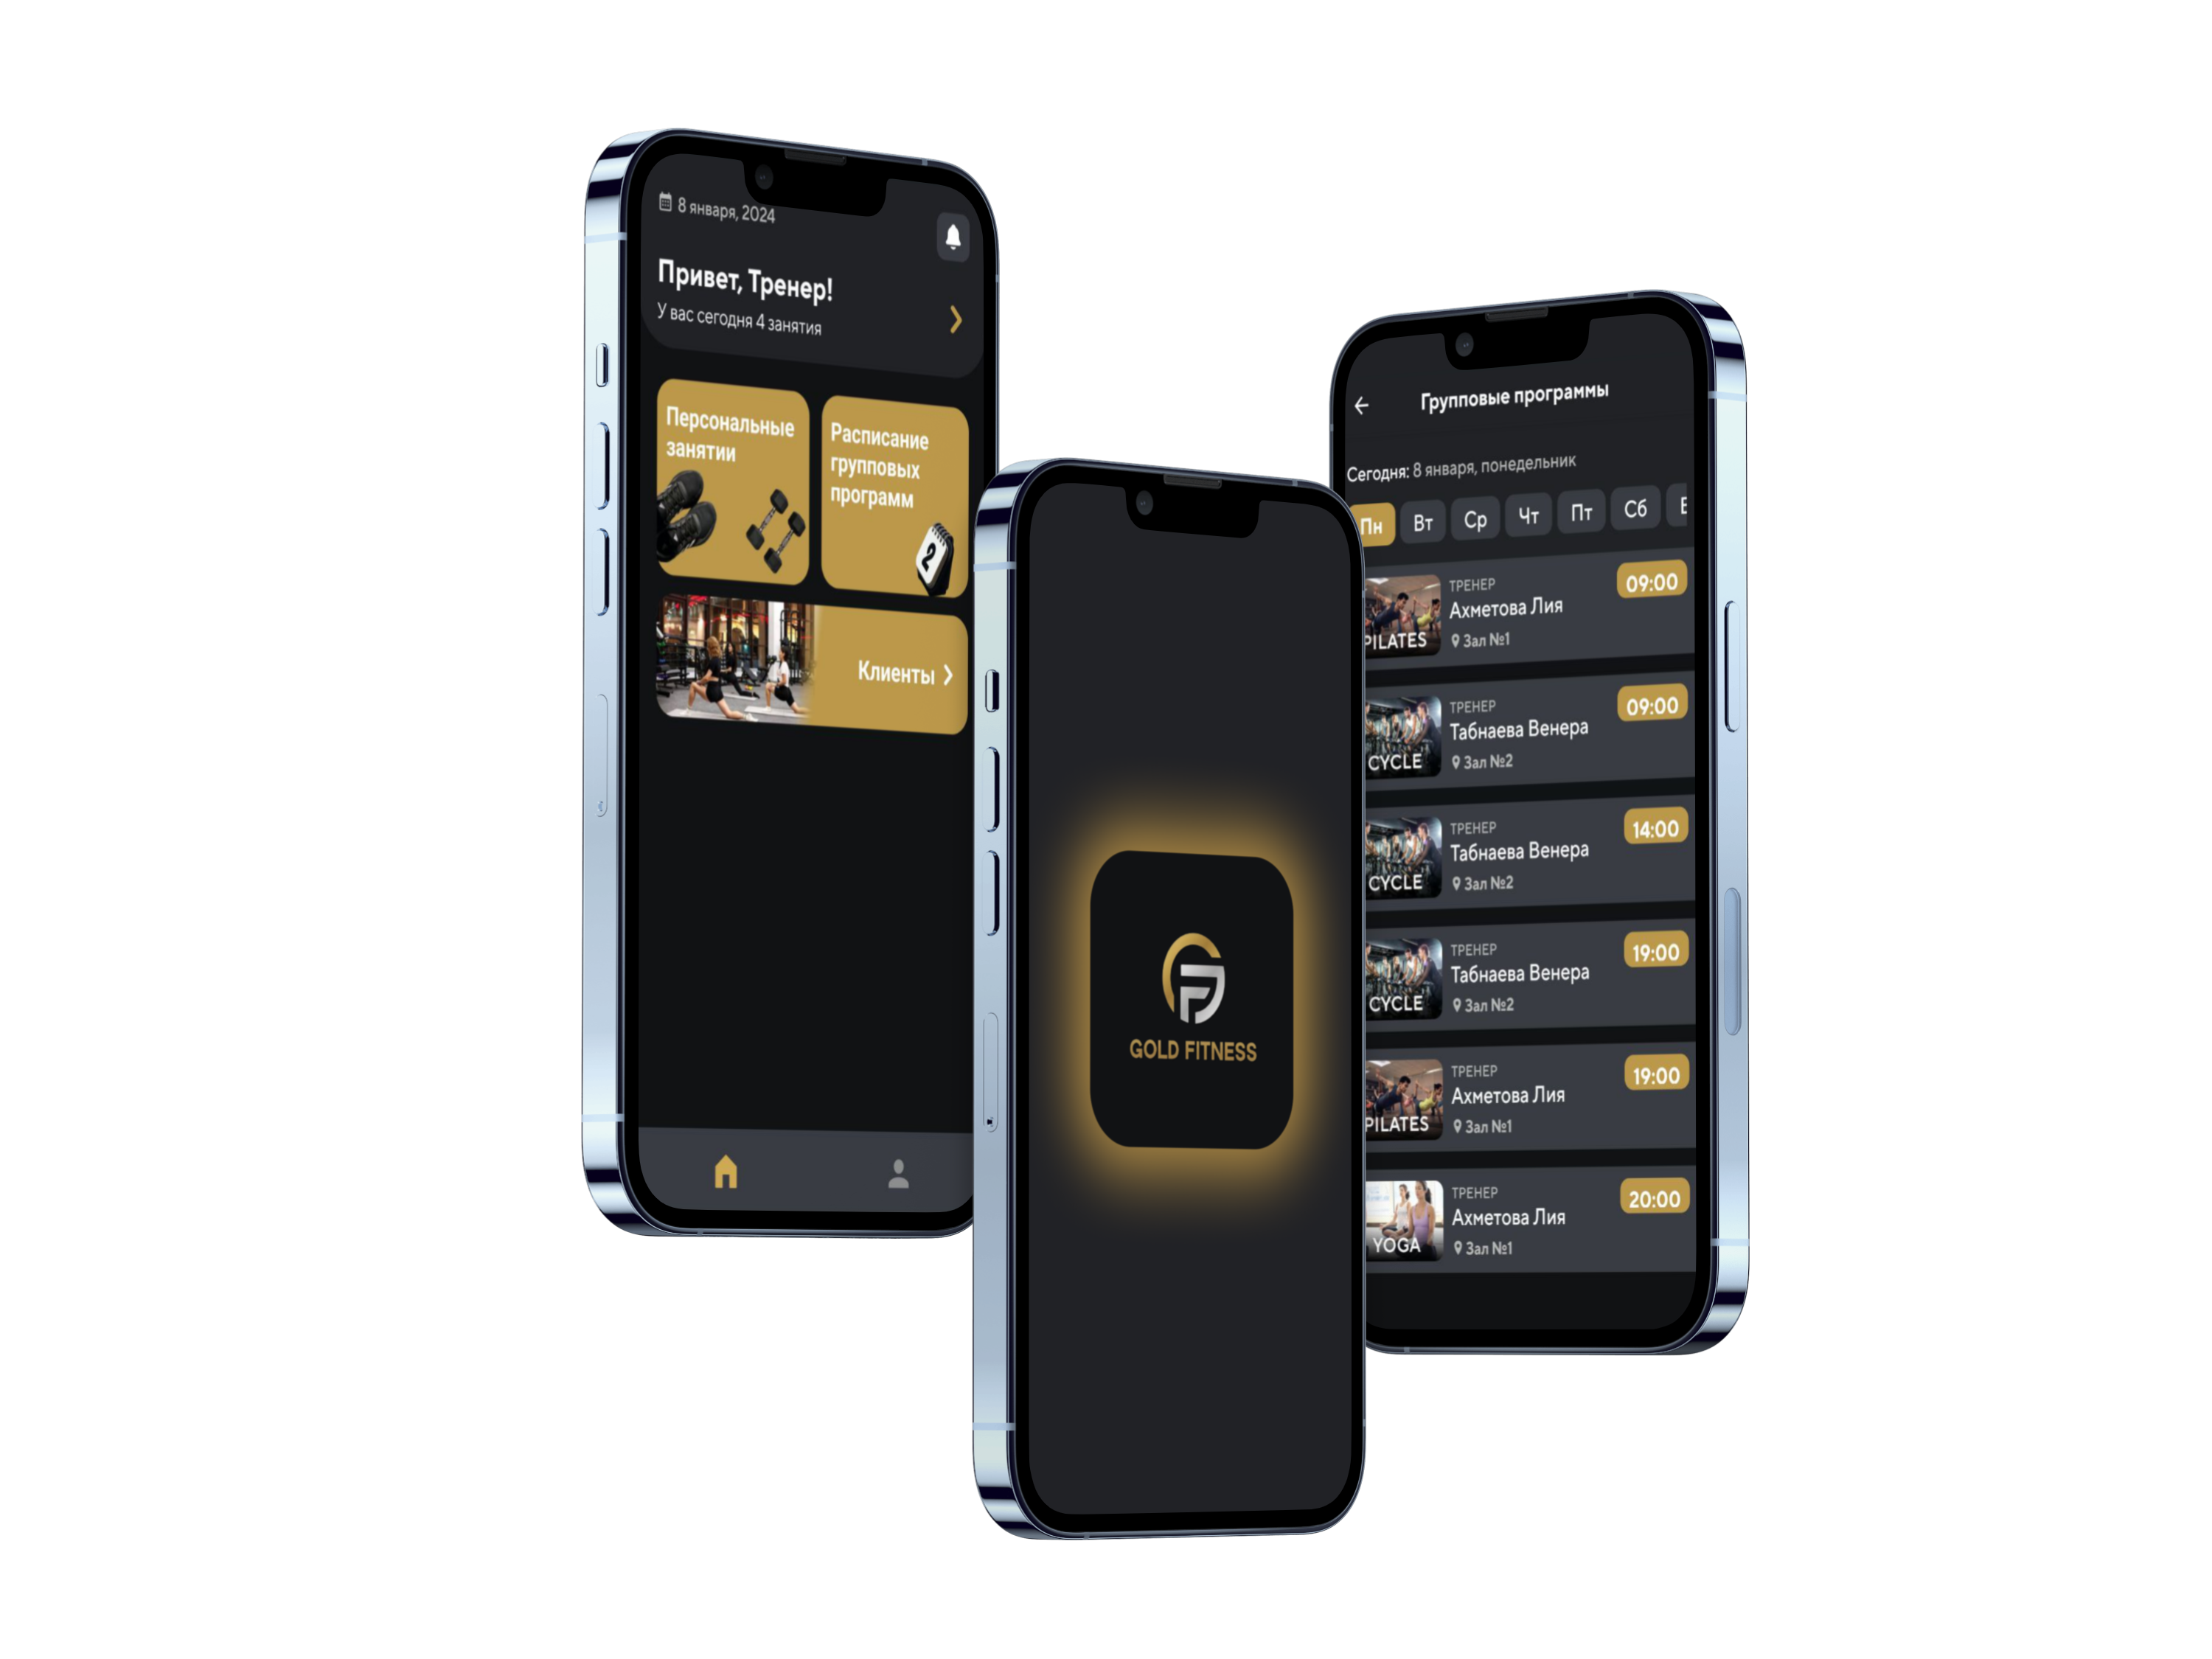 8 января, 2024
Привет, Тренер!
У вас сегодня 4 занятия
Персональные
занятии
Расписание
групповых
программ
2
Клиенты
GOLD FITNESS
Групповые программы
Сегодня: 8 января, понедельник
Пн Вт Ср Чт Пт Сб
ТРЕНЕР
09:00
Ахметова Лия
PILATES
Зал №1
ТРЕНЕР
09:00
Табнаева Венера
CYCLE
Зал №2
ТРЕНЕР
14:00
Табнаева Венера
CYCLE
Зал №2
ТРЕНЕР
19:00
Табнаева Венера
CYCLE
Зал №2
ТРЕНЕР
19:00
Ахметова Лия
PILATES
Зал №1
ТРЕНЕР
20:00
Ахметова Лия
YOGA
Зал №1